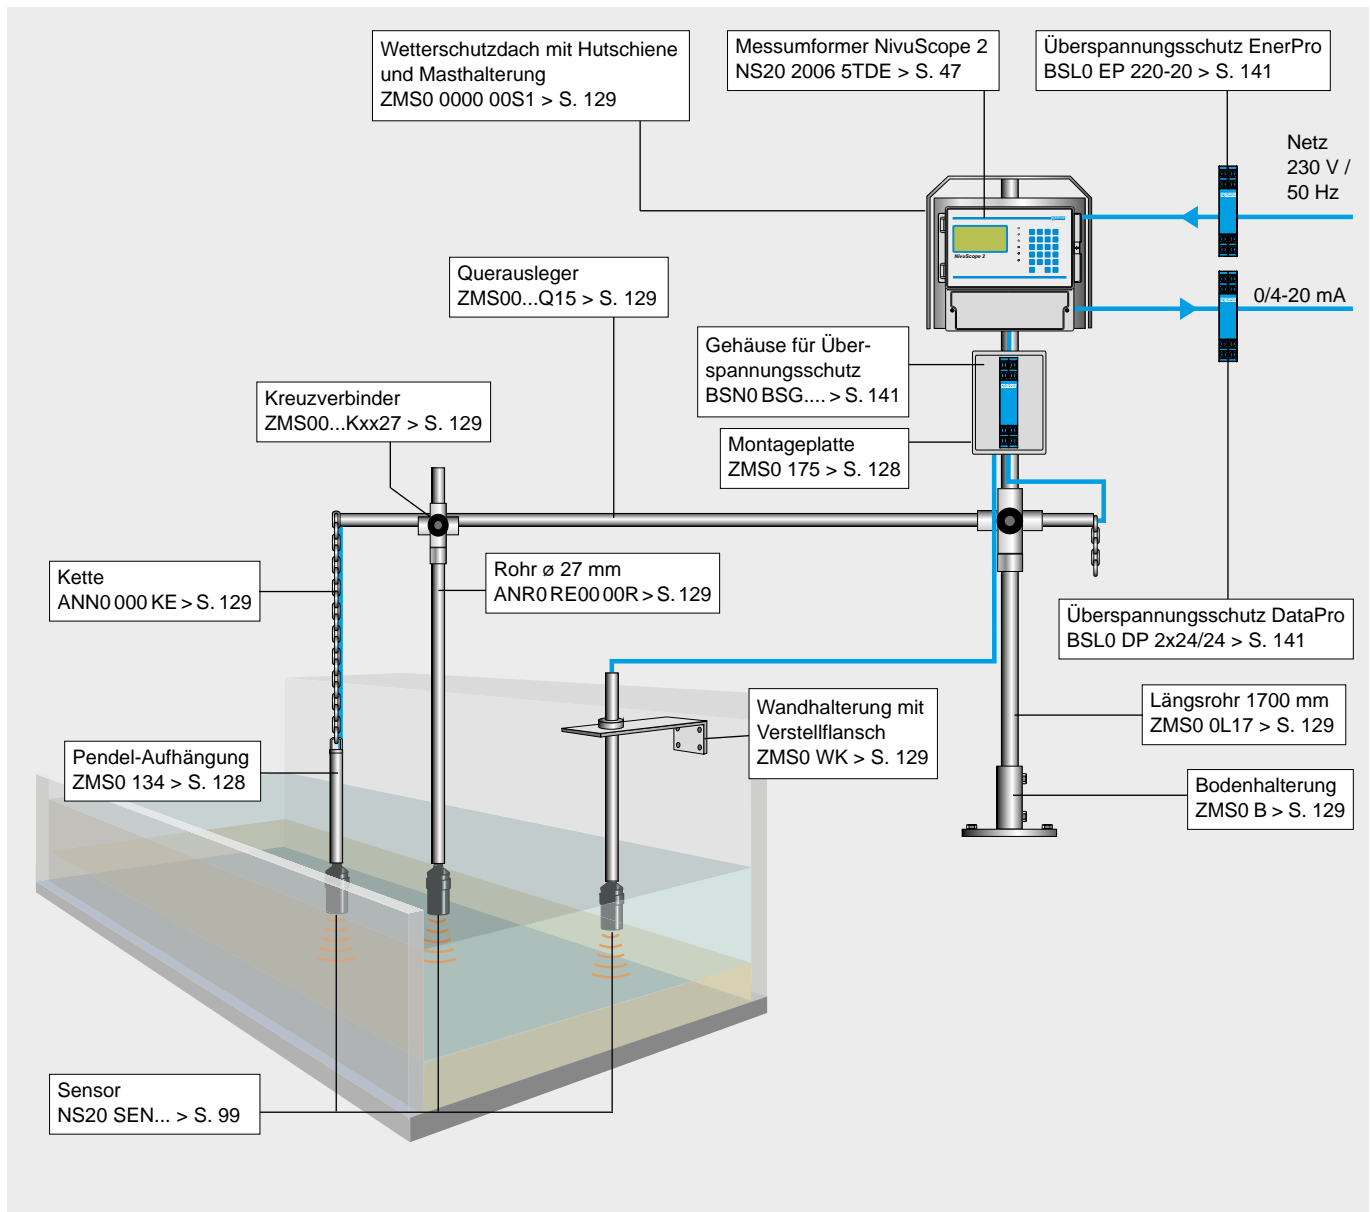 Wetterschutzdach mit Hutschiene
und Masthalterung
ZMS0 0000 00S1 > S. 129
Messumformer NivuScope 2
NS20 2006 5TDE > S. 47
Überspannungsschutz EnerPro
BSL0 EP 220-20 > S. 141
Netz
230 V /
50 Hz
NivuScope 2
0/4-20 mA
Querausleger
ZMS00...Q15 > S. 129
Gehäuse für Über-
spannungsschutz
BSN0 BSG.... > S. 141
Kreuzverbinder
ZMS00...Kxx27 > S. 129
Montageplatte
ZMS0 175 > S. 128
Kette
ANN0 000 KE > S. 129
Rohr ø 27 mm
ANR0 RE00 00R > S. 129
Überspannungsschutz DataPro
BSL0 DP 2x24/24 > S. 141
Wandhalterung mit
Verstellflansch
ZMS0 WK > S. 129
Längsrohr 1700 mm
ZMS0 0L17 > S. 129
Pendel-Aufhängung
ZMS0 134 > S. 128
Bodenhalterung
ZMS0 B > S. 129
Sensor
NS20 SEN... > S. 99